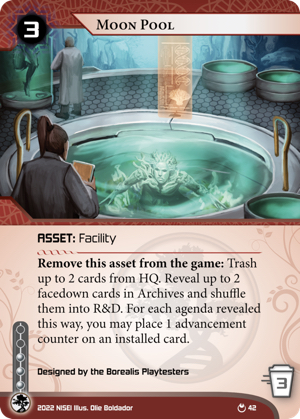 3
Moon Pool
ASSET: Facility
Remove this asset from the game: Trash
up to 2 cards from HQ. Reveal up to 2
facedown cards in Archives and shuffle
them into R&D. For each agenda revealed
this way, you may place 1 advancement
counter on an installed card.
Designed by the Borealis Playtesters
3
2022 NISEI Illus. Olie Boldador
42